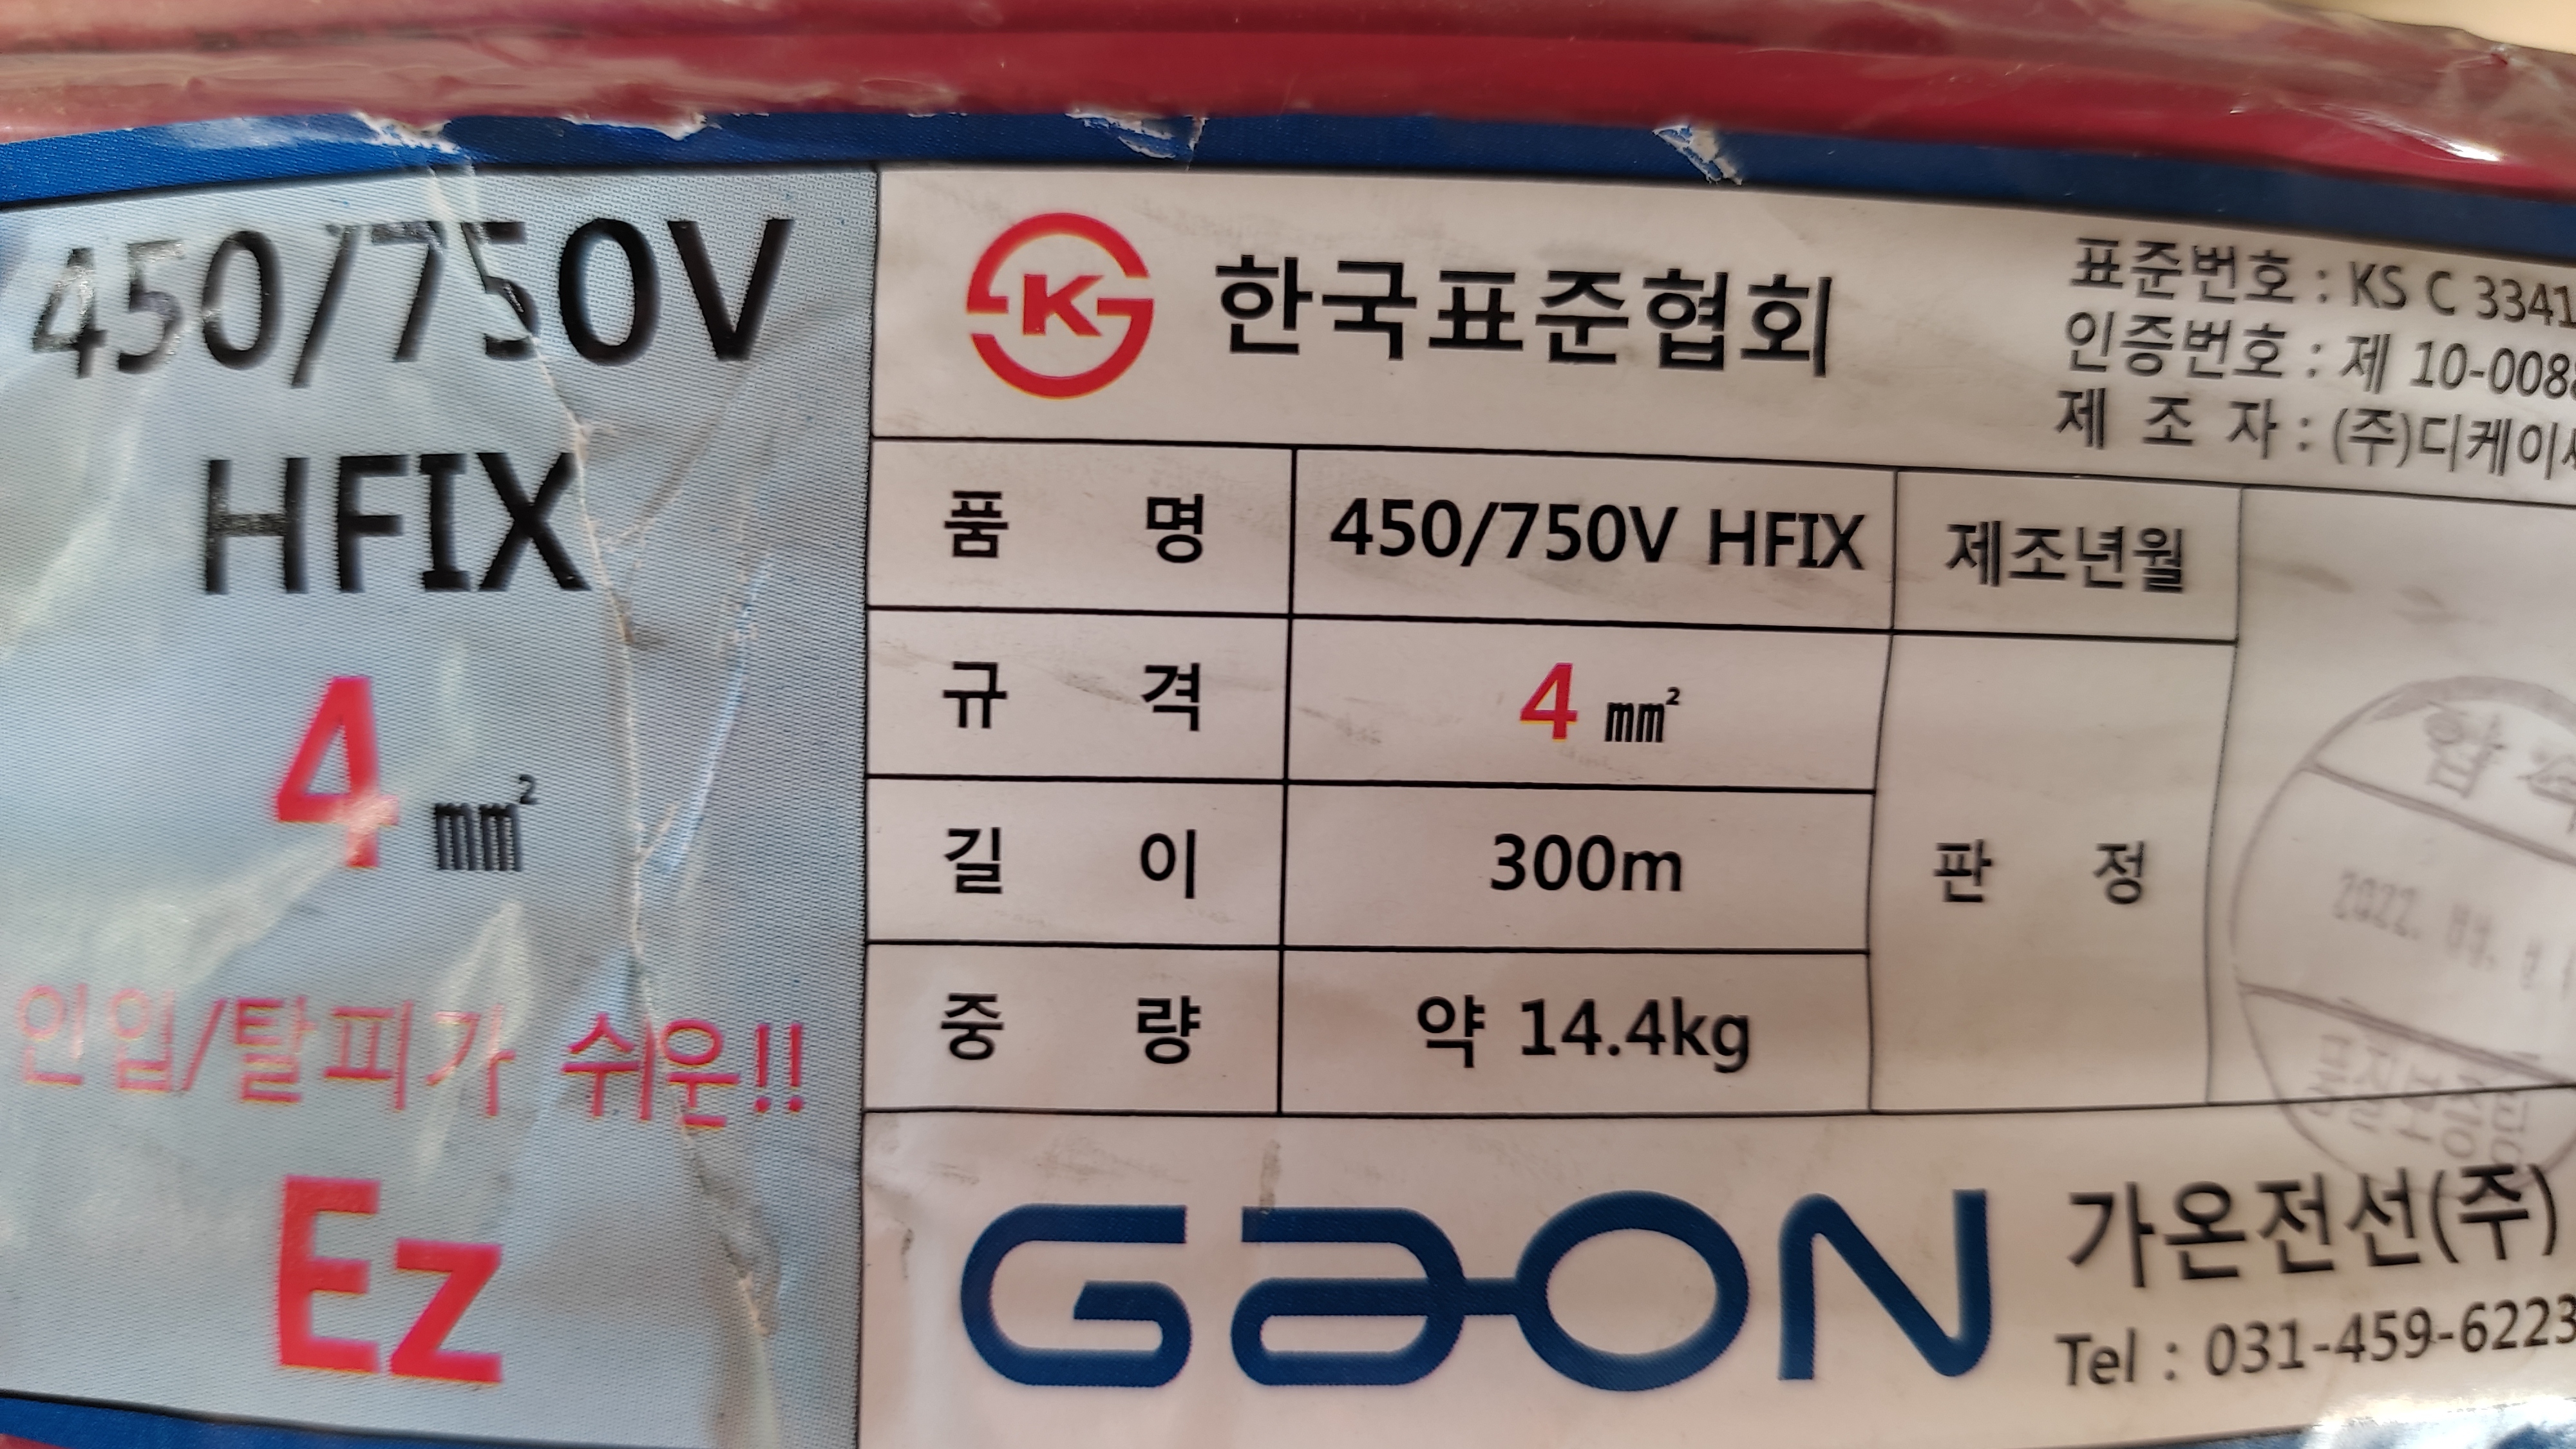 450/750V
HFIX
4 ㎟
인입/탈피가 쉬운!!
Ez
K
한국표준협회
표준번호 : KS C 3341
인증번호 : 제 10-008
제 조 자 : (주)디케이
품 명 450/750V HFIX 제조년월
규 격 4 ㎟
길 이 300m 판 정
중 량 약 14.4kg
합
2022.
GaON
가온전선(주)
Tel : 031-459-6223